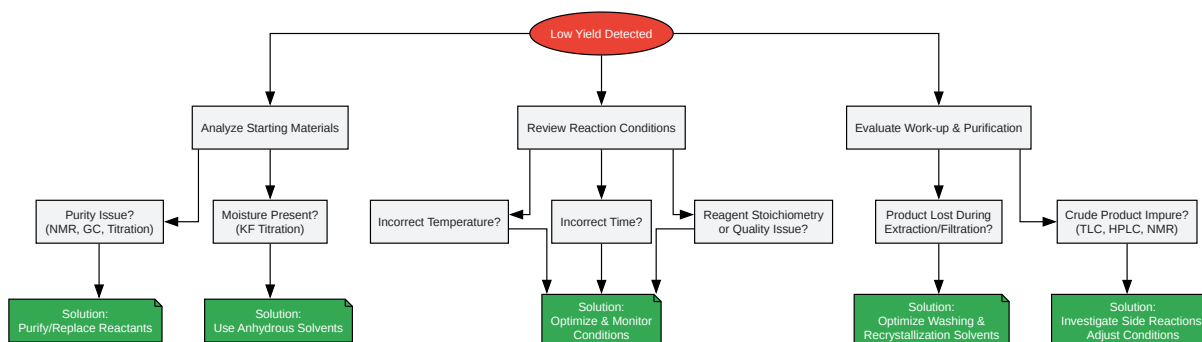 Low Yield Detected
Analyze Starting Materials
Review Reaction Conditions
Evaluate Work-up & Purification
Purity Issue?
(NMR, GC, Titration)
Moisture Present?
(KF Titration)
Incorrect Temperature?
Incorrect Time?
Reagent Stoichiometry
or Quality Issue?
Product Lost During
Extraction/Filtration?
Crude Product Impure?
(TLC, HPLC, NMR)
Solution:
Purify/Replace Reactants
Solution:
Use Anhydrous Solvents
Solution:
Optimize & Monitor
Conditions
Solution:
Optimize Washing &
Recrystallization Solvents
Solution:
Investigate Side Reactions
Adjust Conditions